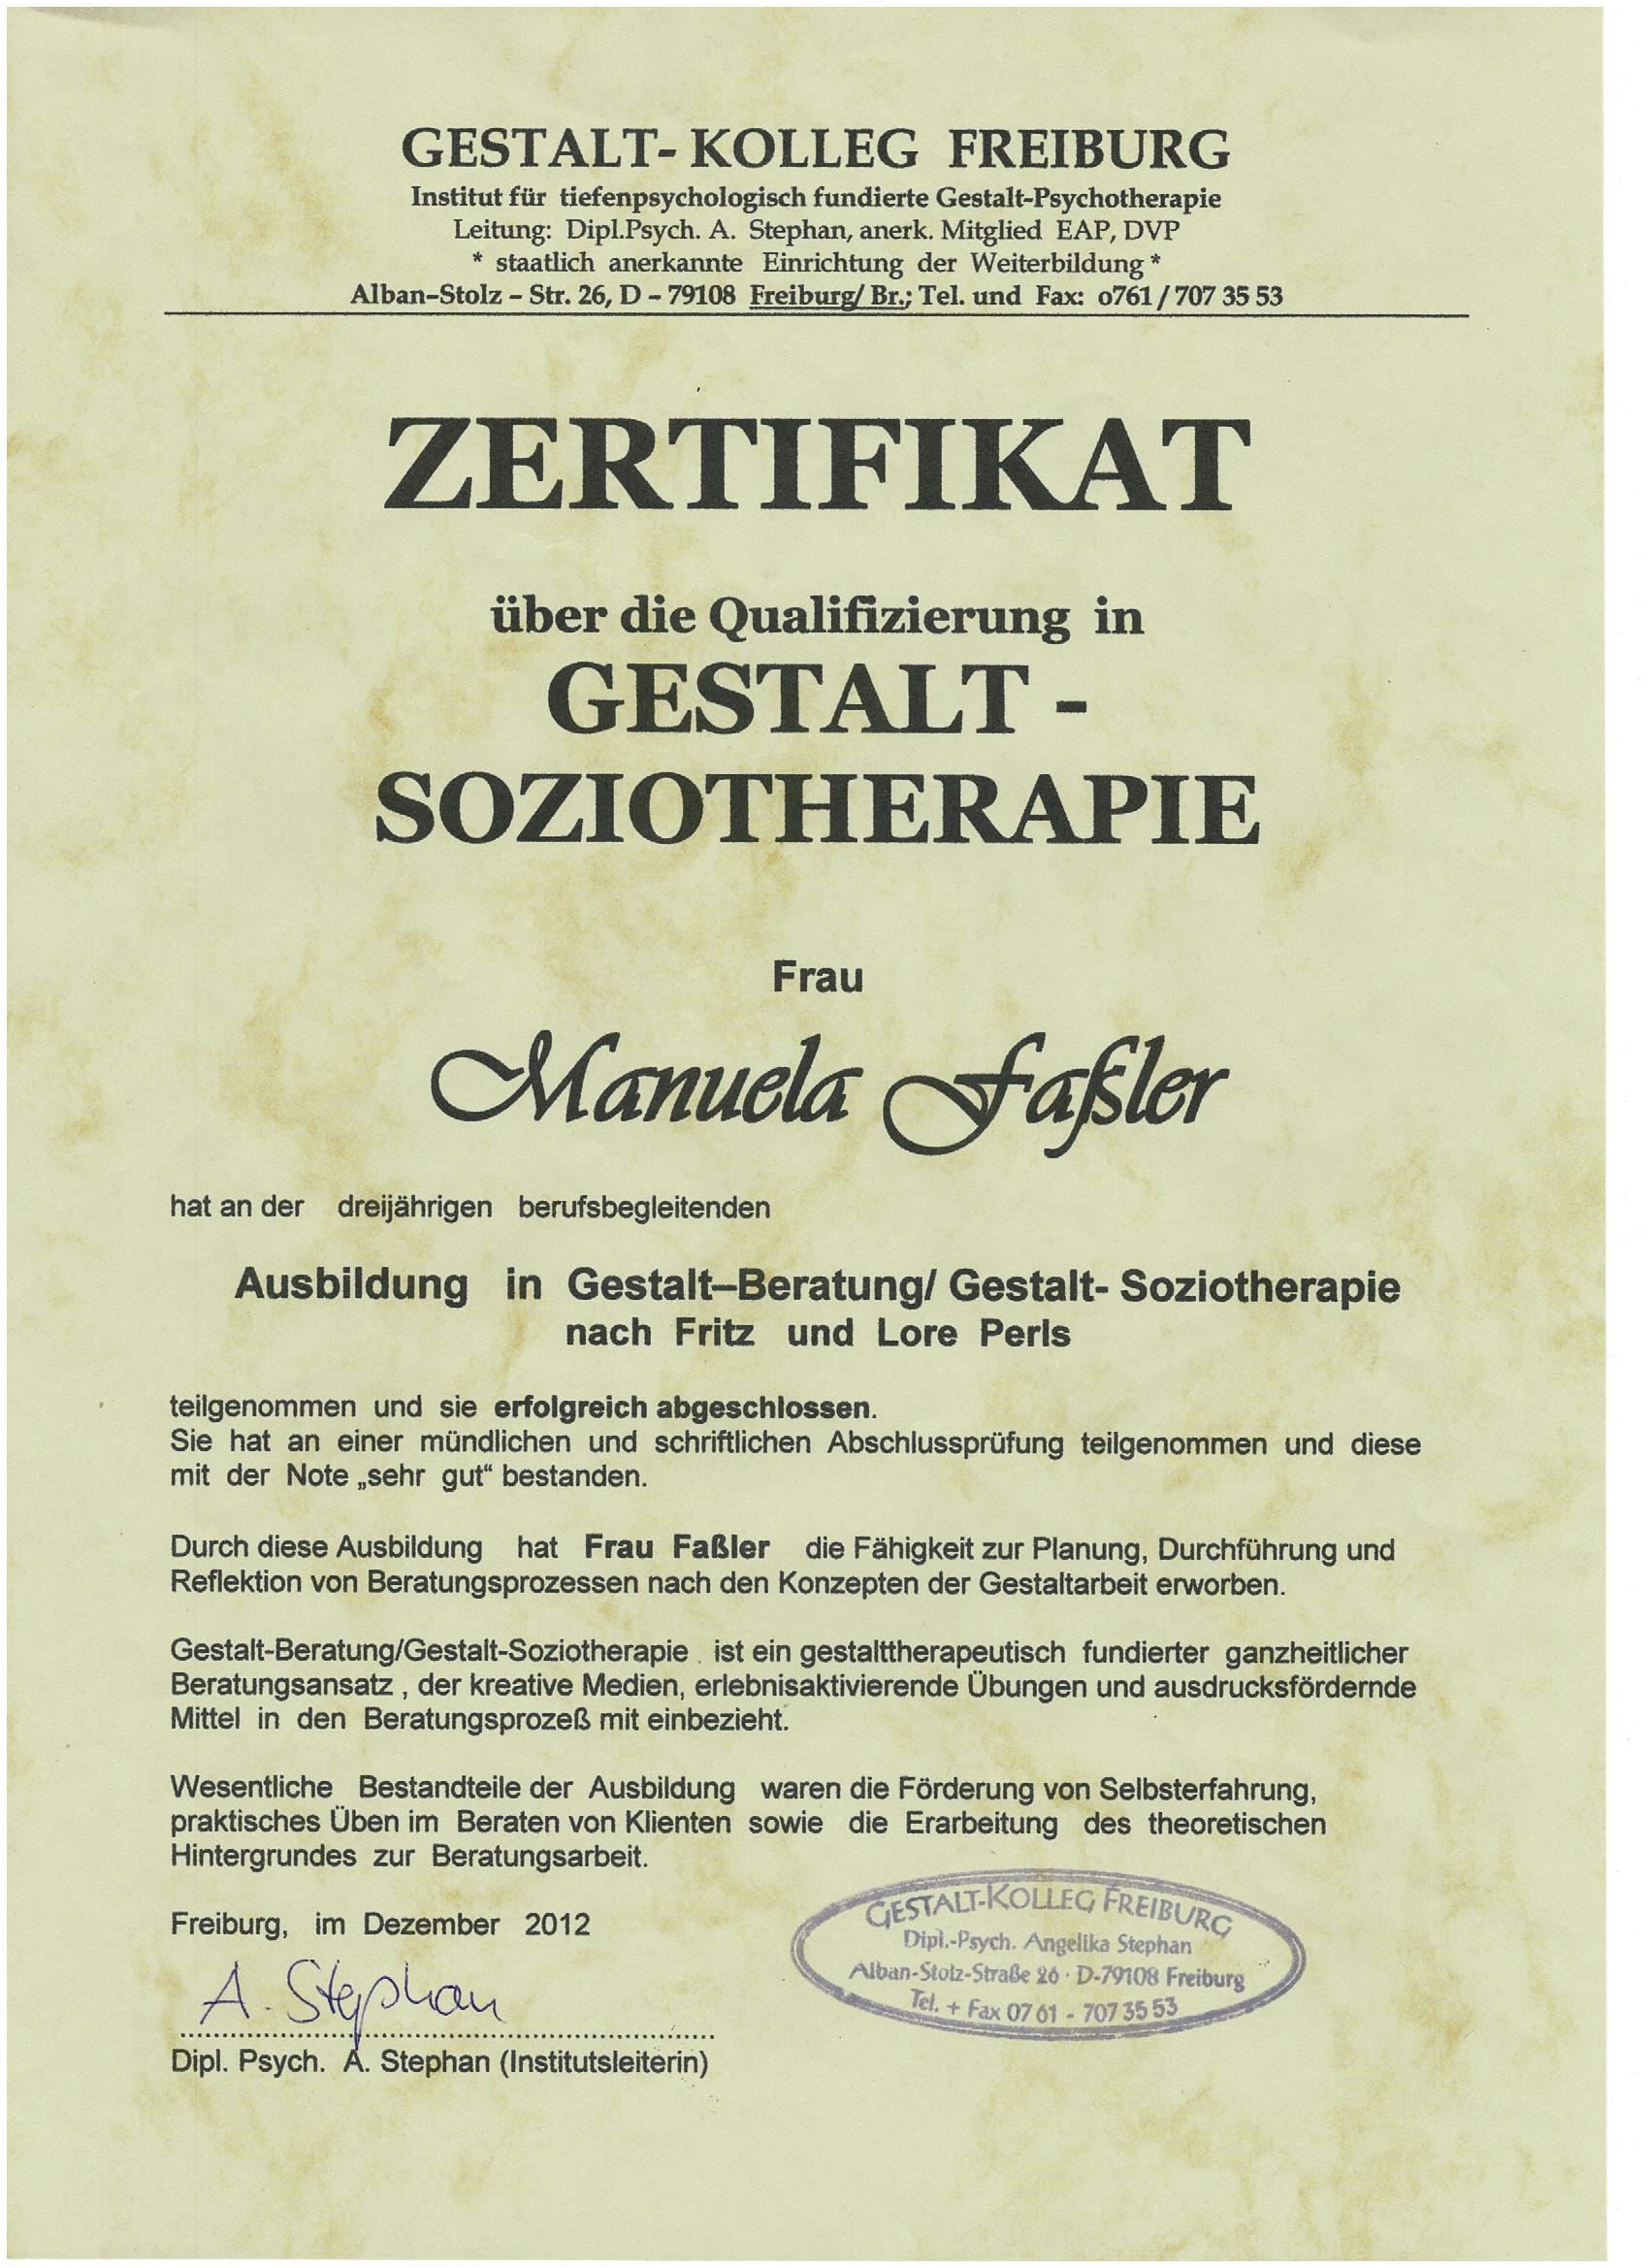 GESTALT- KOLLEG FREIBURG
Institut für tiefenpsychologisch fundierte Gestalt-Psychotherapie
Leitung: Dipl.Psych. A. Stephan, anerk. Mitglied EAP, DVP
* staatlich anerkannte Einrichtung der Weiterbildung *
Alban–Stolz – Str. 26, D – 79108 Freiburg/ Br.; Tel. und Fax: 0761 / 707 35 53
ZERTIFIKAT
über die Qualifizierung in
GESTALT -
SOZIOTHERAPIE
Frau
Manuela Faßler
hat an der dreijährigen berufsbegleitenden
Ausbildung in Gestalt–Beratung/ Gestalt- Soziotherapie
nach Fritz und Lore Perls
teilgenommen und sie erfolgreich abgeschlossen.
Sie hat an einer mündlichen und schriftlichen Abschlussprüfung teilgenommen und diese
mit der Note „sehr gut“ bestanden.
Durch diese Ausbildung hat Frau Faßler die Fähigkeit zur Planung, Durchführung und
Reflektion von Beratungsprozessen nach den Konzepten der Gestaltarbeit erworben.
Gestalt-Beratung/Gestalt-Soziotherapie ist ein gestalttherapeutisch fundierter ganzheitlicher
Beratungsansatz , der kreative Medien, erlebnisaktivierende Übungen und ausdrucksfördernde
Mittel in den Beratungsprozeß mit einbezieht.
Wesentliche Bestandteile der Ausbildung waren die Förderung von Selbsterfahrung,
praktisches Üben im Beraten von Klienten sowie die Erarbeitung des theoretischen
Hintergrundes zur Beratungsarbeit.
Freiburg, im Dezember 2012
A. Stephan
Dipl. Psych. A. Stephan (Institutsleiterin)
GESTALT-KOLLEG FREIBURG
Dipl.-Psych. Angelika Stephan
Alban-Stolz-Straße 26 · D-79108 Freiburg
Tel. + Fax 07 61 - 707 35 53